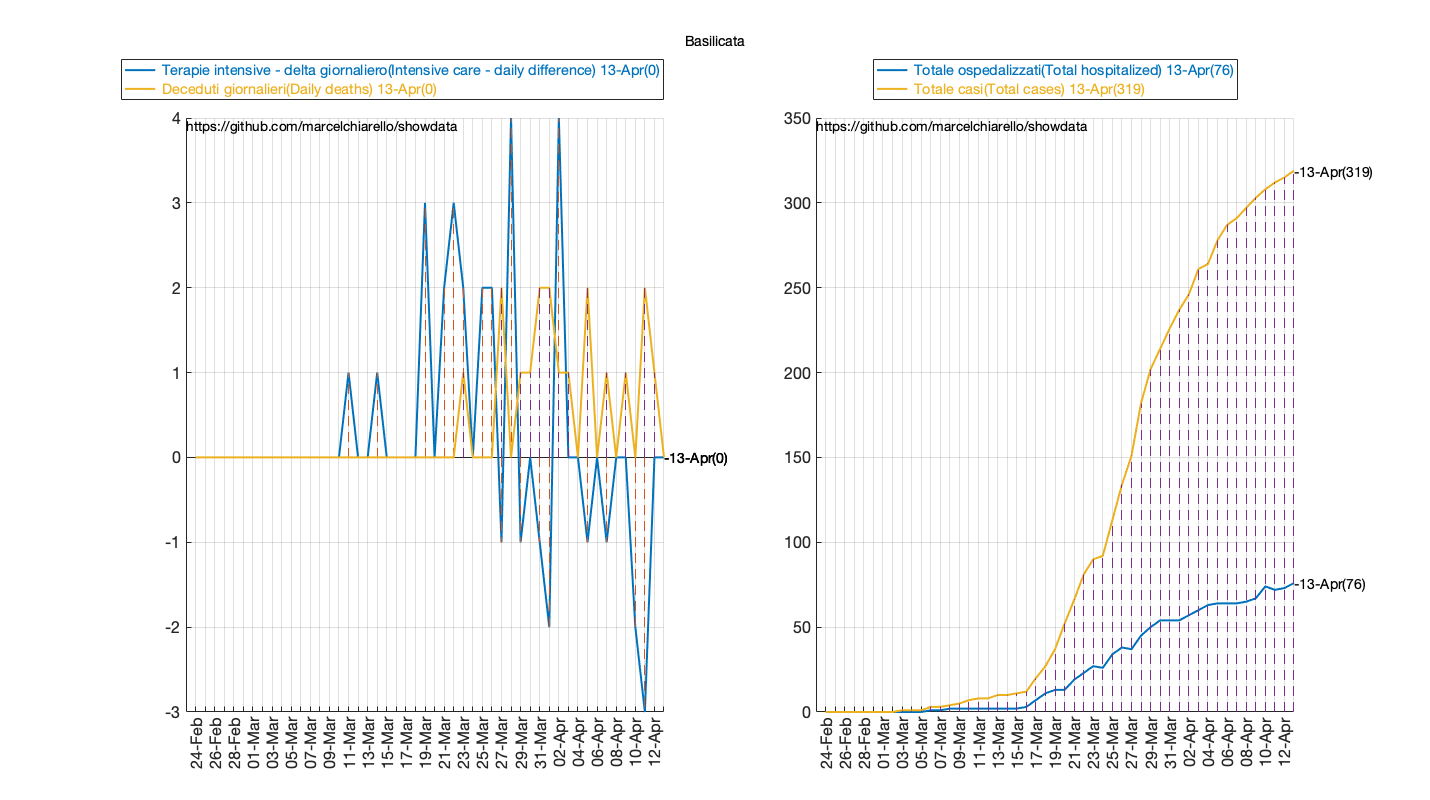 Basilicata
Terapie intensive - delta giornaliero(Intensive care - daily difference) 13-Apr(0)
Deceduti giornalieri(Daily deaths) 13-Apr(0)
https://github.com/marcelchiarello/showdata
4
3
2
1
0
-1
-2
-3
-13-Apr(0)
24-Feb
26-Feb
28-Feb
01-Mar
03-Mar
05-Mar
07-Mar
09-Mar
11-Mar
13-Mar
15-Mar
17-Mar
19-Mar
21-Mar
23-Mar
25-Mar
27-Mar
29-Mar
31-Mar
02-Apr
04-Apr
06-Apr
08-Apr
10-Apr
12-Apr
Totale ospedalizzati(Total hospitalized) 13-Apr(76)
Totale casi(Total cases) 13-Apr(319)
https://github.com/marcelchiarello/showdata
350
300
250
200
150
100
50
0
-13-Apr(319)
-13-Apr(76)
24-Feb
26-Feb
28-Feb
01-Mar
03-Mar
05-Mar
07-Mar
09-Mar
11-Mar
13-Mar
15-Mar
17-Mar
19-Mar
21-Mar
23-Mar
25-Mar
27-Mar
29-Mar
31-Mar
02-Apr
04-Apr
06-Apr
08-Apr
10-Apr
12-Apr